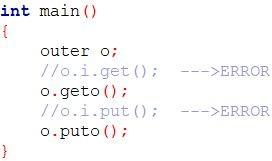 int main()
{
outer o;
//o.i.get(); --->ERROR
o.geto();
//o.i.put(); --->ERROR
o.puto();
}